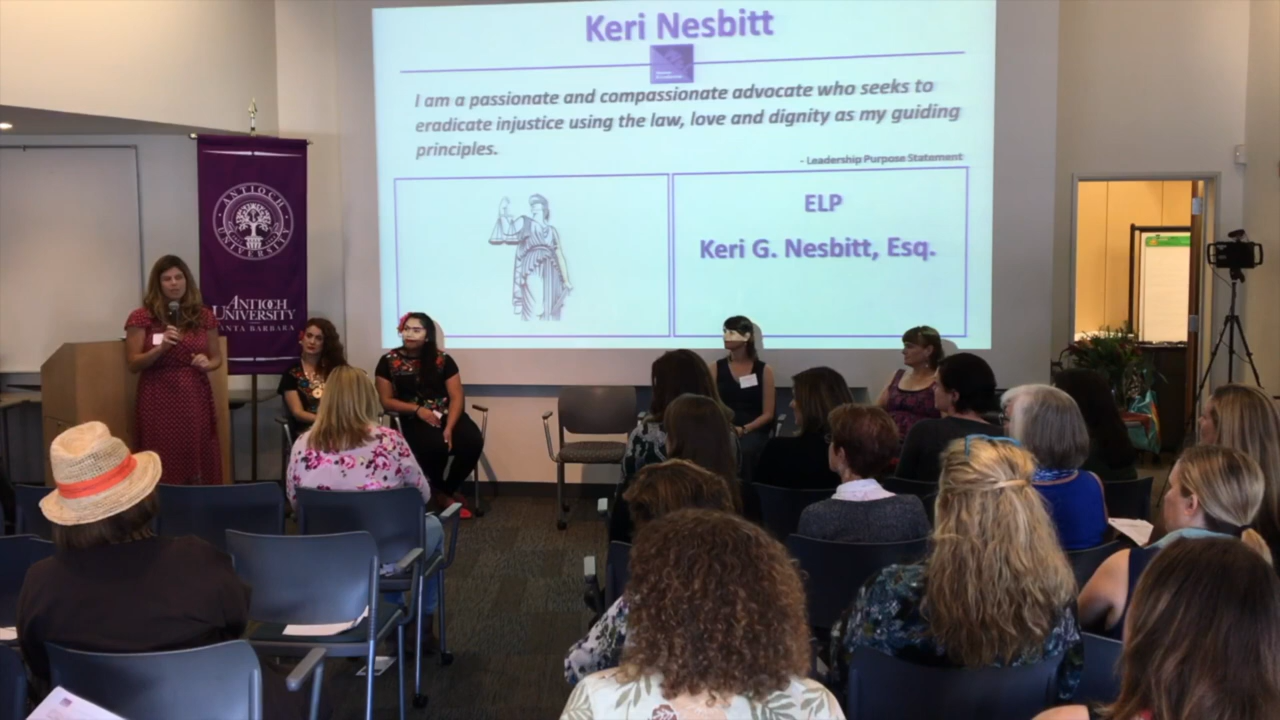 Keri Nesbitt
I am a passionate and compassionate advocate who seeks to
eradicate injustice using the law, love and dignity as my guiding
principles.
- Leadership Purpose Statement
ELP
Keri G. Nesbitt, Esq.
ANTIOCH
UNIVERSITY
ANTIOCH
UNIVERSITY
ANTA BARBARA